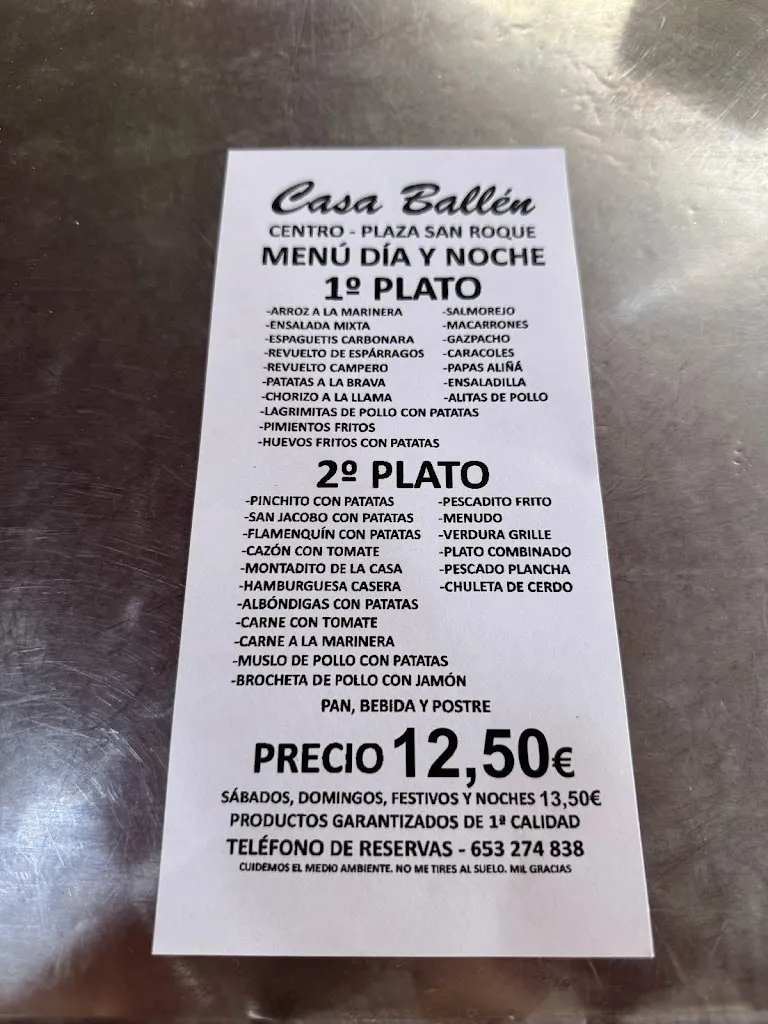 Casa Ballén
CENTRO - PLAZA SAN ROQUE
MENÚ DÍA Y NOCHE
1º PLATO
-ARROZ A LA MARINERA -SALMOREJO
-ENSALADA MIXTA -MACARRONES
-ESPAGUETIS CARBONARA -GAZPACHO
-REVUELTO DE ESPÁRRAGOS -CARACOLES
-REVUELTO CAMPERO -PAPAS ALIÑÁ
-PATATAS A LA BRAVA -ENSALADILLA
-CHORIZO A LA LLAMA -ALITAS DE POLLO
-LAGRIMITAS DE POLLO CON PATATAS
-PIMIENTOS FRITOS
-HUEVOS FRITOS CON PATATAS
2º PLATO
-PINCHITO CON PATATAS -PESCADITO FRITO
-SAN JACOBO CON PATATAS -MENUDO
-FLAMENQUÍN CON PATATAS -VERDURA GRILLE
-CAZÓN CON TOMATE -PLATO COMBINADO
-MONTADITO DE LA CASA -PESCADO PLANCHA
-HAMBURGUESA CASERA -CHULETA DE CERDO
-ALBÓNDIGAS CON PATATAS
-CARNE CON TOMATE
-CARNE A LA MARINERA
-MUSLO DE POLLO CON PATATAS
-BROCHETA DE POLLO CON JAMÓN
PAN, BEBIDA Y POSTRE
PRECIO 12,50€
SÁBADOS, DOMINGOS, FESTIVOS Y NOCHES 13,50€
PRODUCTOS GARANTIZADOS DE 1ª CALIDAD
TELÉFONO DE RESERVAS - 653 274 838
CUIDEMOS EL MEDIO AMBIENTE. NO ME TIRES AL SUELO. MIL GRACIAS